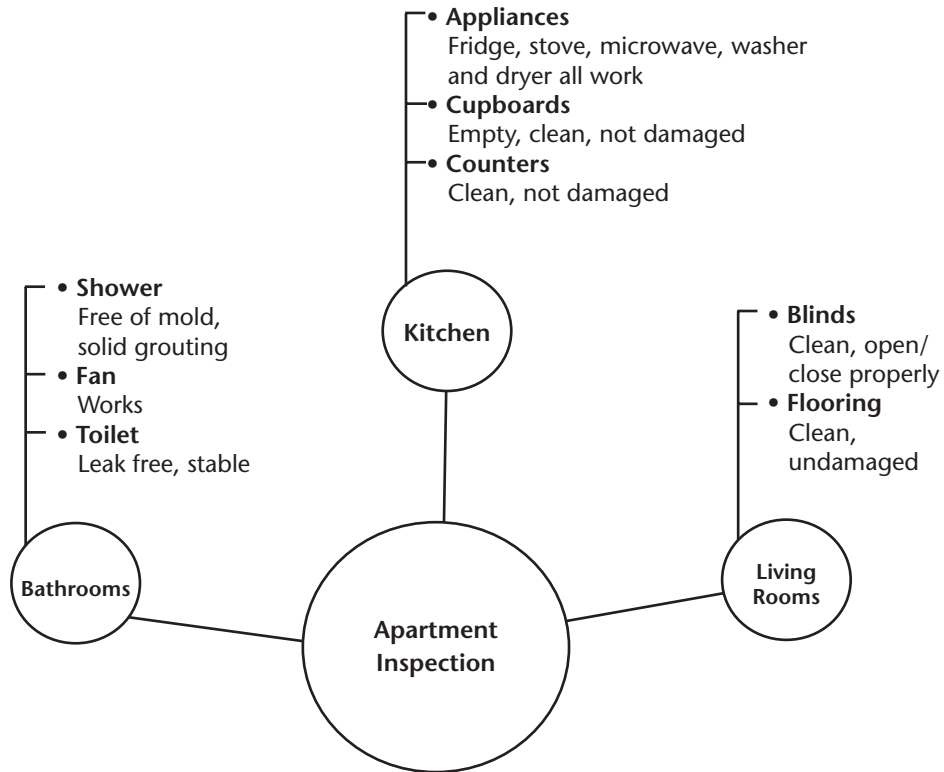 • Appliances
Fridge, stove, microwave, washer
and dryer all work
• Cupboards
Empty, clean, not damaged
• Counters
Clean, not damaged
Kitchen
• Shower
Free of mold,
solid grouting
• Fan
Works
• Toilet
Leak free, stable
Bathrooms
• Blinds
Clean, open/
close properly
• Flooring
Clean,
undamaged
Living
Rooms
Apartment
Inspection